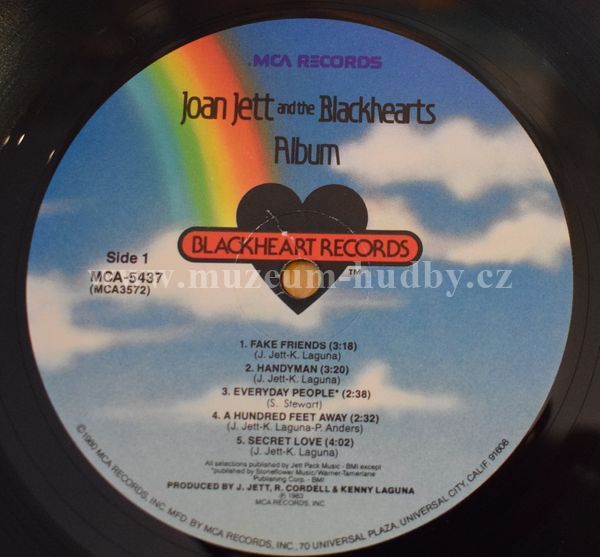 MCA RECORDS
Joan Jett and the Blackhearts
Album
BLACKHEART RECORDS
TM
Side 1
MCA-5437
(MCA3572)
www.muzeum-hudby.cz
1. FAKE FRIENDS (3:18)
(J. Jett-K. Laguna)
2. HANDYMAN (3:20)
(J. Jett-K. Laguna)
3. EVERYDAY PEOPLE* (2:38)
(S. Stewart)
4. A HUNDRED FEET AWAY (2:32)
(J. Jett-K. Laguna-P. Anders)
5. SECRET LOVE (4:02)
(J. Jett-K. Laguna)
All selections published by Jett Pack Music - BMI except
*published by Stoneflower Music/Warner-Tamerlane
Publishing Corp. - BMI
PRODUCED BY J. JETT, R. CORDELL & KENNY LAGUNA
℗ 1983
MCA RECORDS, INC.
©1980 MCA RECORDS, INC. MFD. BY MCA RECORDS, INC., 70 UNIVERSAL PLAZA, UNIVERSAL CITY, CALIF. 91608